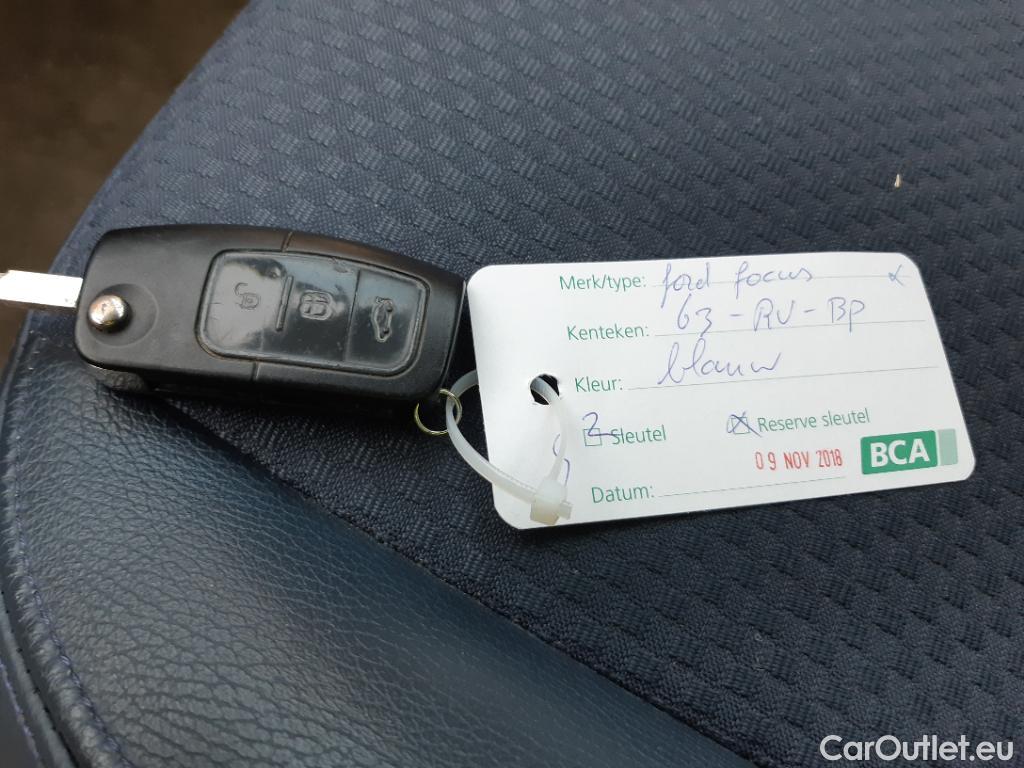 Merk/type: ford focus
Kenteken: 63-RV-BP
Kleur: blauw
2 Sleutel Reserve sleutel
09 NOV 2018
BCA
Datum:
CarOutlet.eu